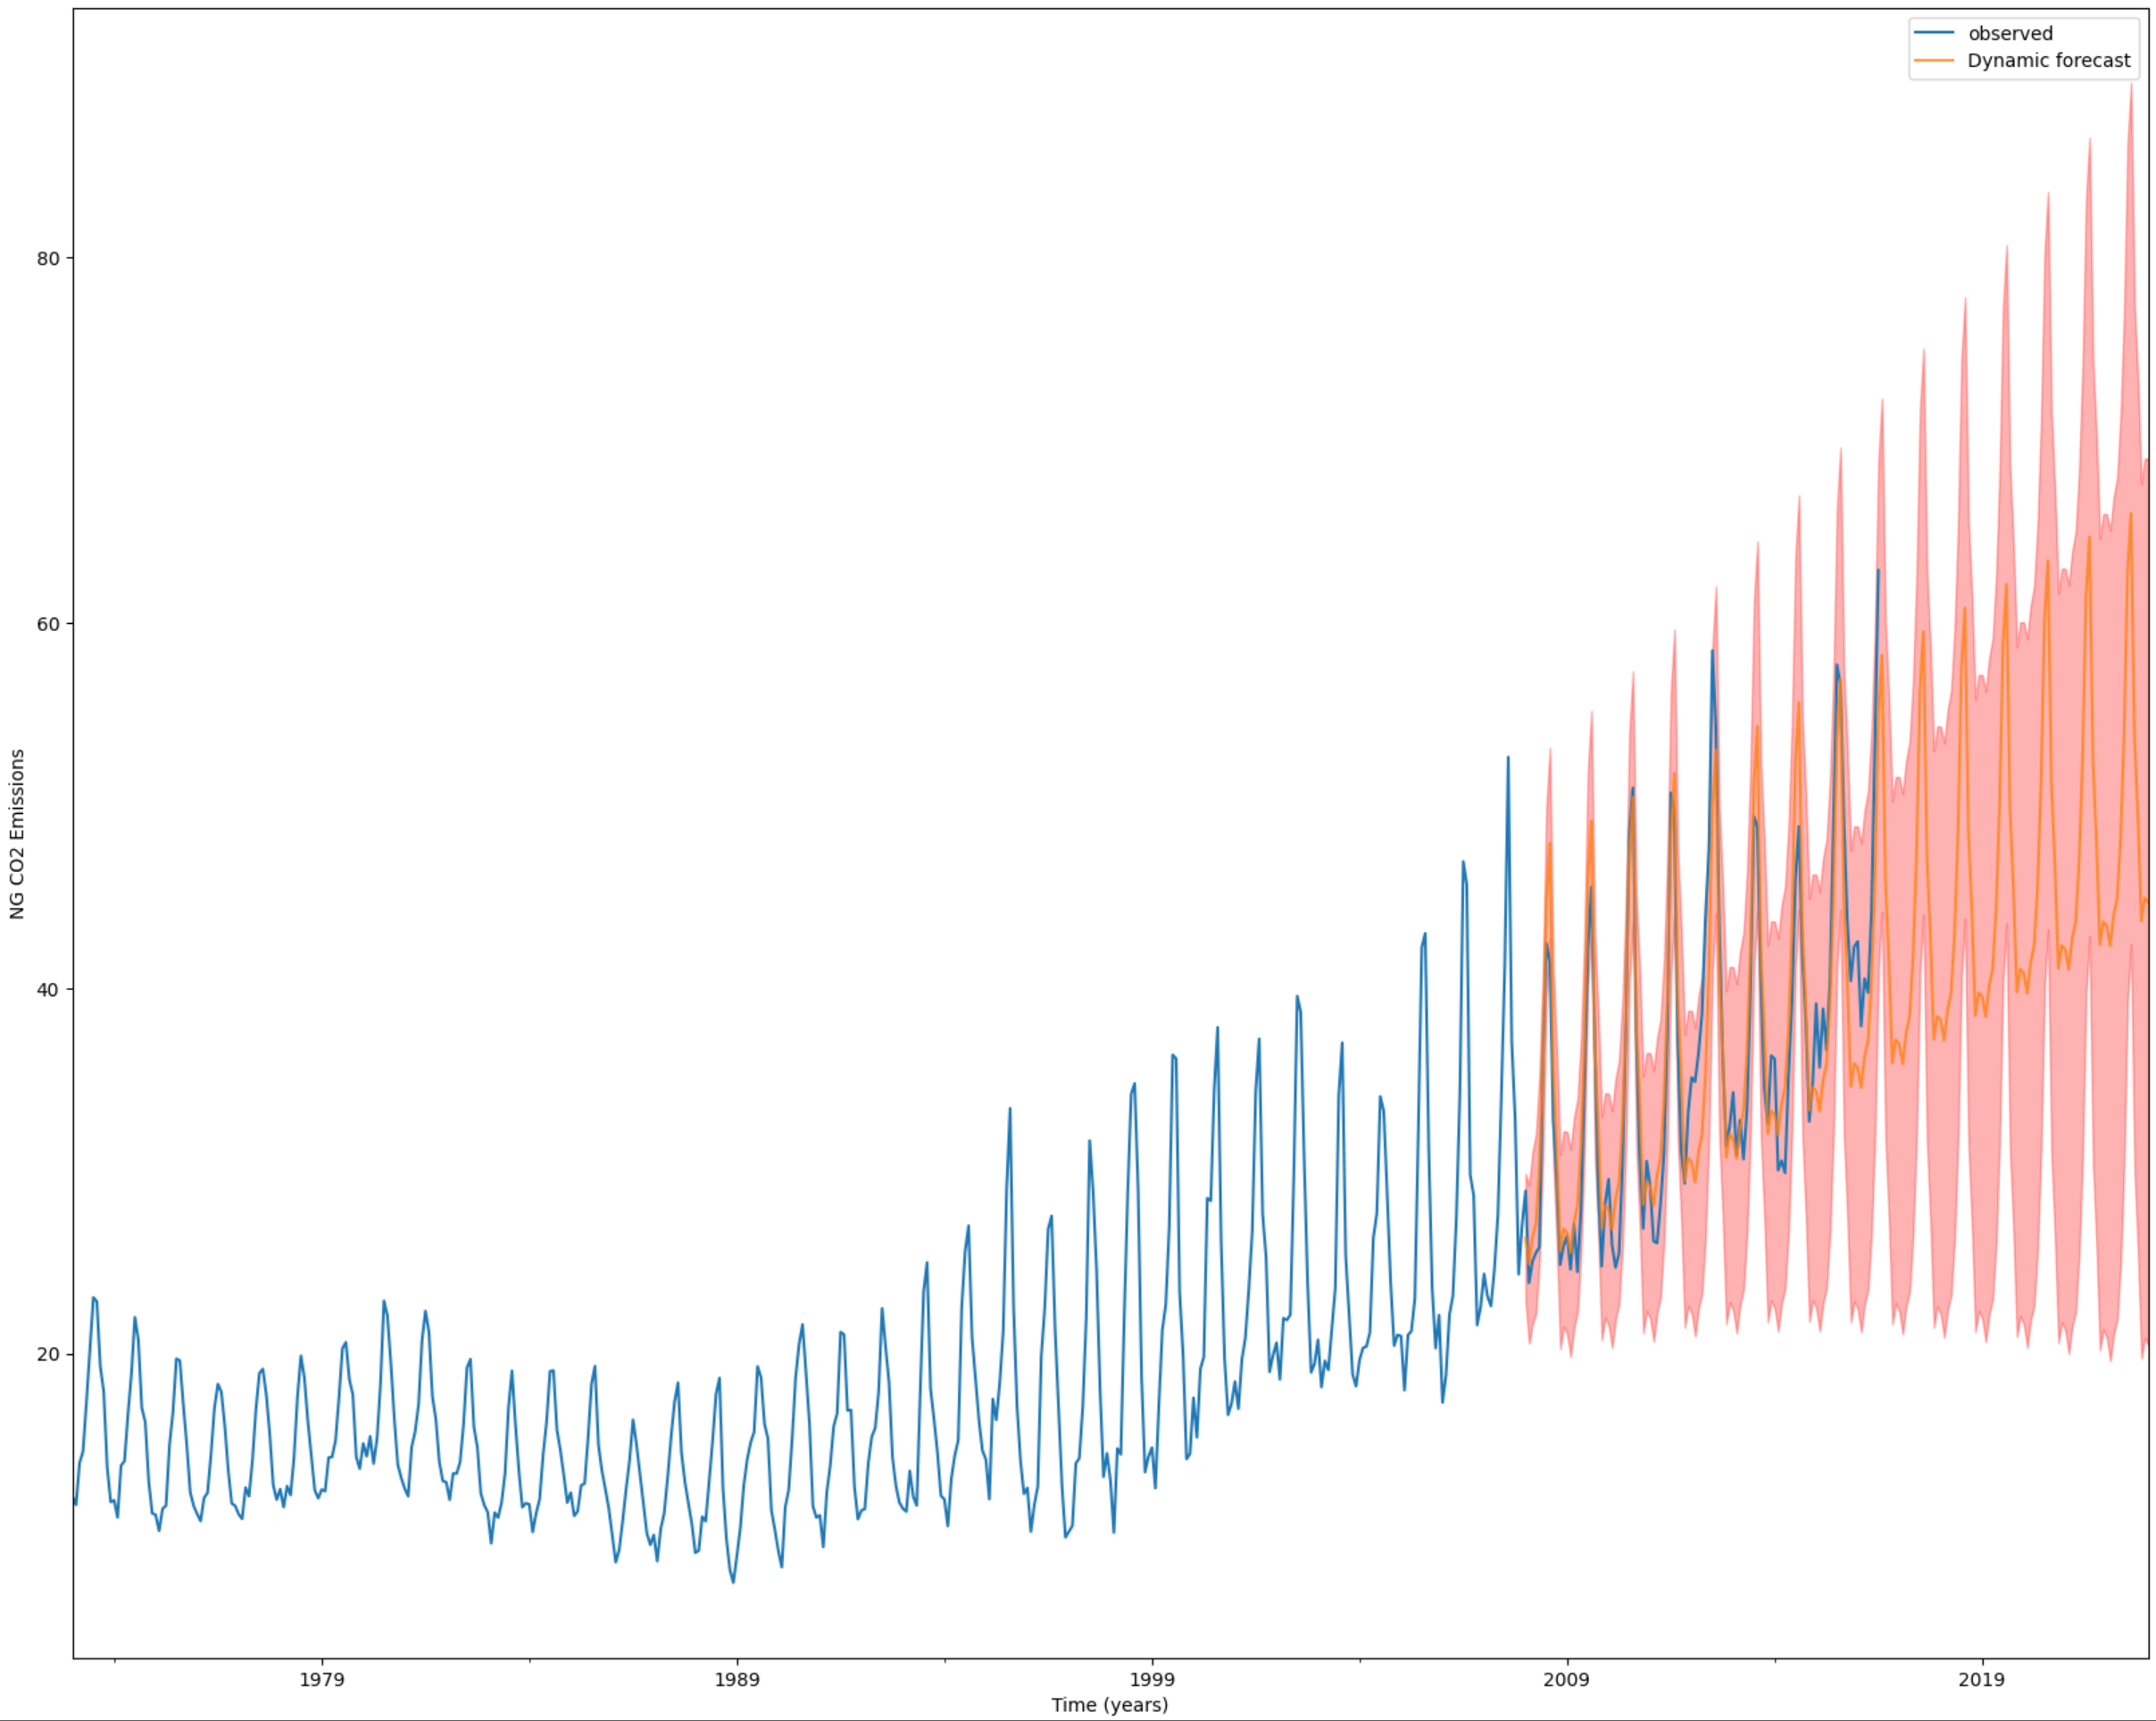 observed
Dynamic forecast
80
60
40
20
NG CO2 Emissions
1979 1989 1999 2009 2019
Time (years)